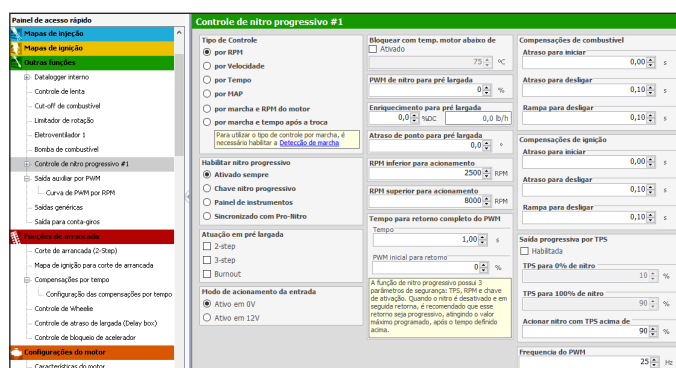 Painel de acesso rápido
Mapas de injeção
Mapas de ignição
Outras funções
Datalogger interno
Controle de lenta
Cut-off de combustível
Limitador de rotação
Eletroventilador 1
Bomba de combustível
Controle de nitro progressivo #1
Saída auxiliar por PWM
Curva de PWM por RPM
Saídas genéricas
Saída para conta-giros
Funções de arrancada
Corte de arrancada (2-Step)
Mapa de ignição para corte de arrancada
Compensações por tempo
Configuração das compensações por tempo
Controle de Wheelie
Controle de atraso de largada (Delay box)
Controle de bloqueio de acelerador
Configurações do motor
Características do motor
Controle de nitro progressivo #1
Tipo de Controle
por RPM
por Velocidade
por Tempo
por MAP
por marcha e RPM do motor
por marcha e tempo após a troca
Para utilizar o tipo de controle por marcha, é
necessário habilitar a Detecção de marcha
Habilitar nitro progressivo
Ativado sempre
Chave nitro progressivo
Painel de instrumentos
Sincronizado com Pro-Nitro
Atuação em pré largada
2-step
3-step
Burnout
Modo de acionamento da entrada
Ativo em 0V
Ativo em 12V
Bloquear com temp. motor abaixo de
Ativado
75 ºC
PWM de nitro para pré largada
0 %
Enriquecimento para pré largada
0,0 %DC 0,0 lb/h
Atraso de ponto para pré largada
0,0 º
RPM inferior para acionamento
2500 RPM
RPM superior para acionamento
8000 RPM
Tempo para retorno completo do PWM
Tempo
1,00 s
PWM inicial para retorno
0 %
A função de nitro progressivo possui 3
parâmetros de segurança: TPS, RPM e chave
de ativação. Quando o nitro é desativado e em
seguida retorna, é recomendado que esse
retorno seja progressivo, atingindo o valor
máximo programado, após o tempo definido
acima.
Compensações de combustível
Atraso para iniciar
0,00 s
Atraso para desligar
0,10 s
Rampa para desligar
0,10 s
Compensações de ignição
Atraso para iniciar
0,00 s
Atraso para desligar
0,10 s
Rampa para desligar
0,10 s
Saída progressiva por TPS
Habilitada
TPS para 0% de nitro
10 %
TPS para 100% de nitro
90 %
Acionar nitro com TPS acima de
90 %
Frequencia do PWM
25 Hz